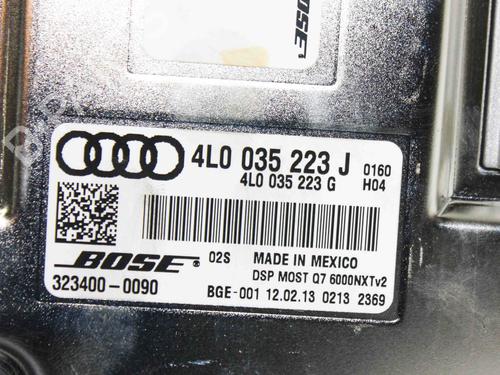 BOSE
4L0 035 223 J 0160
4L0 035 223 G H04
BOSE® 02S MADE IN MEXICO
DSP MOST Q7 6000NXTv2
323400-0090 BGE-001 12.02.13 0213 2369